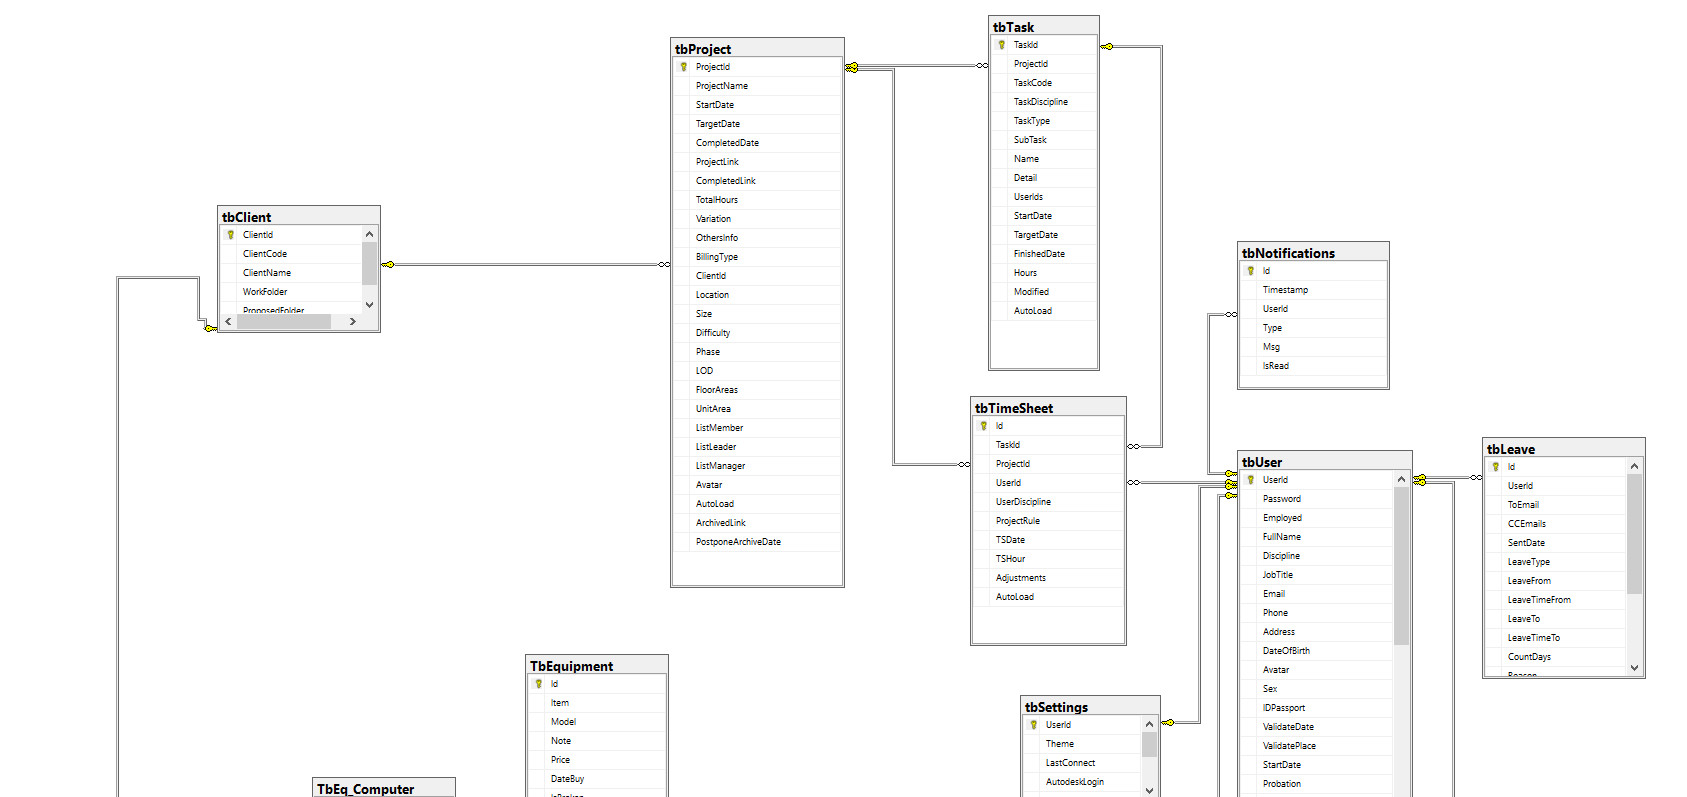 tbProject
ProjectId
ProjectName
StartDate
TargetDate
CompletedDate
ProjectLink
CompletedLink
TotalHours
Variation
OthersInfo
BillingType
ClientId
Location
Size
Difficulty
Phase
LOD
FloorAreas
UnitArea
ListMember
ListLeader
ListManager
Avatar
AutoLoad
ArchivedLink
PostponeArchiveDate
tbTask
TaskId
ProjectId
TaskCode
TaskDiscipline
TaskType
SubTask
Name
Detail
UserIds
StartDate
TargetDate
FinishedDate
Hours
Modified
AutoLoad
tbClient
ClientId
ClientCode
ClientName
WorkFolder
ProposedFolder
tbNotifications
Id
Timestamp
UserId
Type
Msg
IsRead
tbTimeSheet
Id
TaskId
ProjectId
UserId
UserDiscipline
ProjectRule
TSDate
TSHour
Adjustments
AutoLoad
tbUser
UserId
Password
Employed
FullName
Discipline
JobTitle
Email
Phone
Address
DateOfBirth
Avatar
Sex
IDPassport
ValidateDate
ValidatePlace
StartDate
Probation
tbLeave
Id
UserId
ToEmail
CCEmails
SentDate
LeaveType
LeaveFrom
LeaveTimeFrom
LeaveTo
LeaveTimeTo
CountDays
Reason
TbEquipment
Id
Item
Model
Note
Price
DateBuy
IsBroken
tbSettings
UserId
Theme
LastConnect
AutodeskLogin
TbEq_Computer